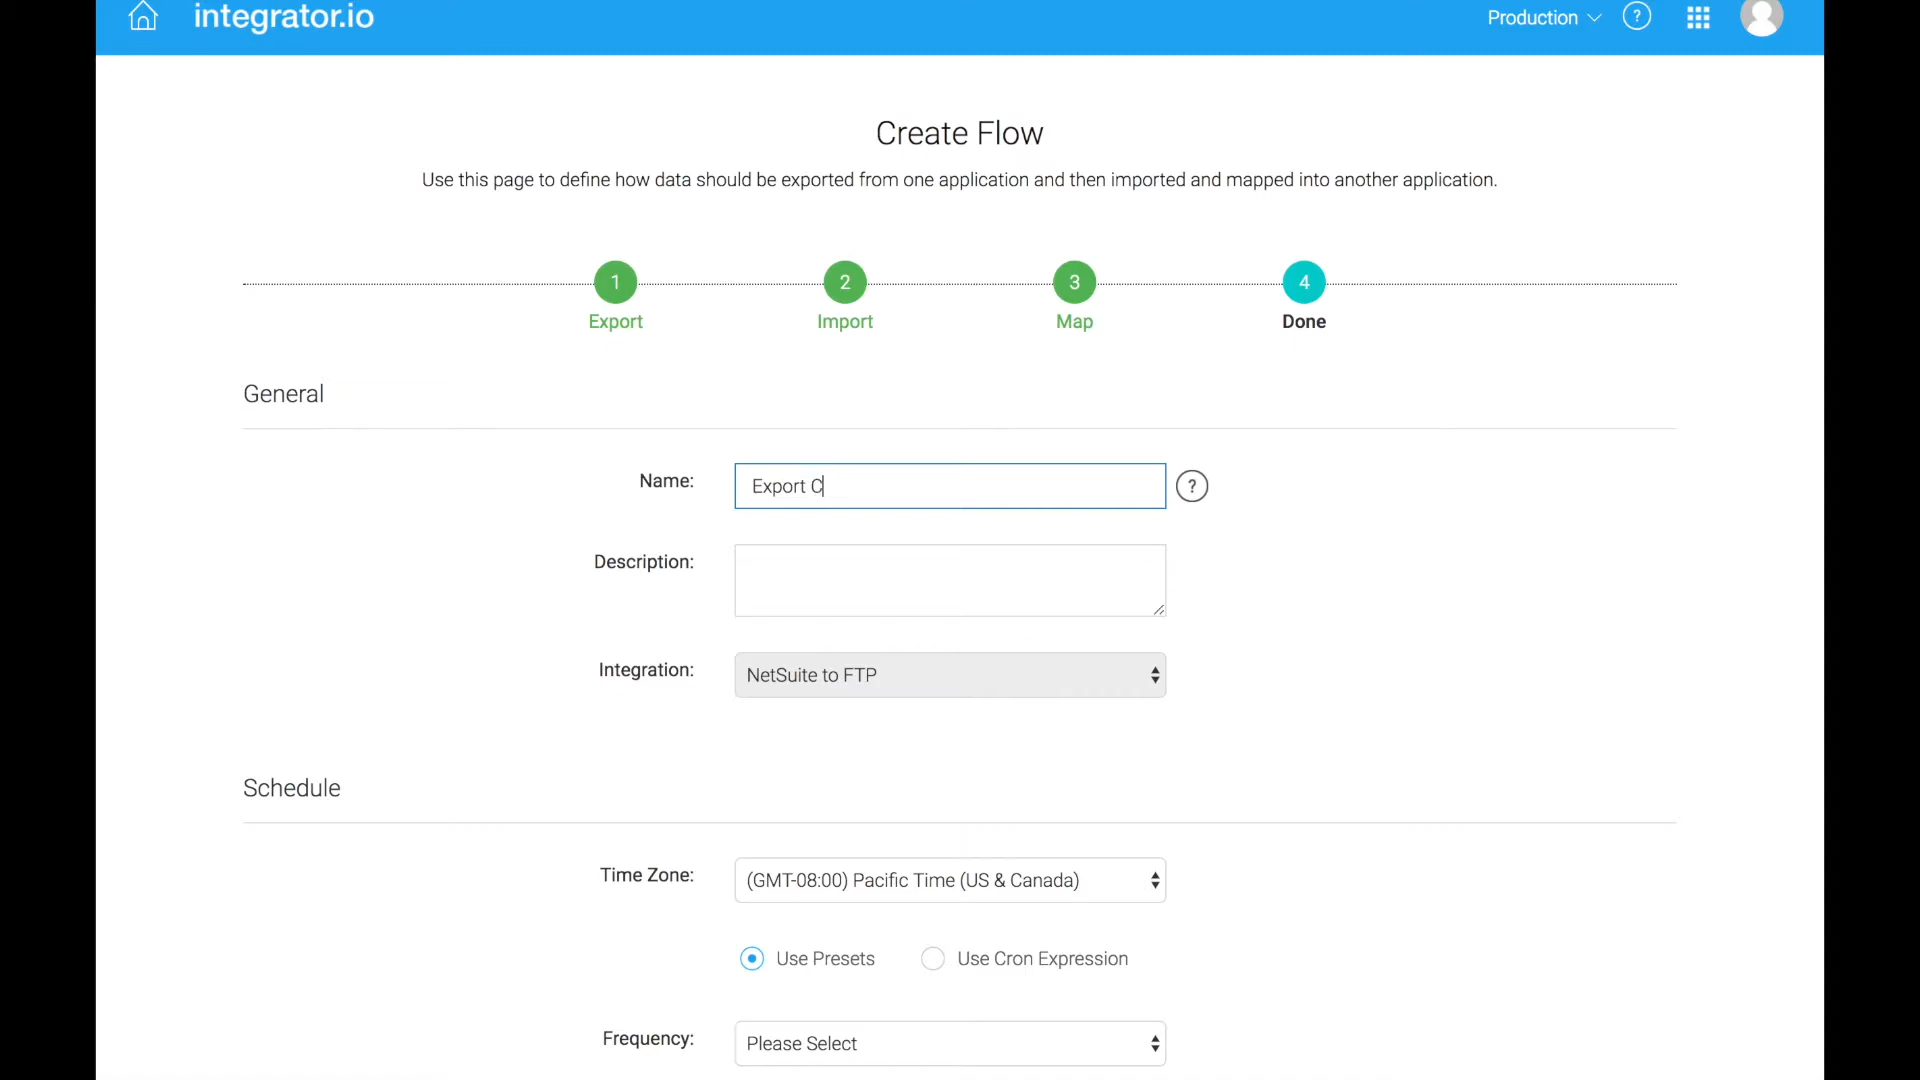 integrator.io
Production
?
Create Flow
Use this page to define how data should be exported from one application and then imported and mapped into another application.
1 2 3 4
Export Import Map Done
General
Name: Export C ?
Description:
Integration: NetSuite to FTP
Schedule
Time Zone: (GMT-08:00) Pacific Time (US & Canada)
Use Presets Use Cron Expression
Frequency: Please Select